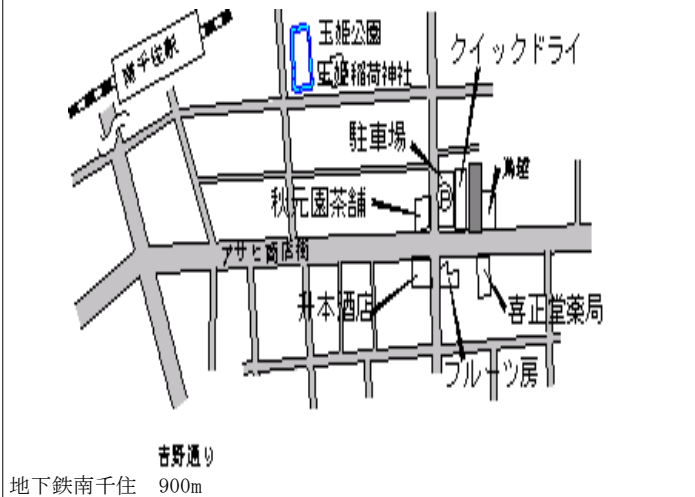 南千住駅
玉姫公園
玉姫稲荷神社
クイックドライ
駐車場
P
秋元園茶舗
アサヒ商店街
升本酒店
喜正堂薬局
フルーツ房
吉野通り
地下鉄南千住　900m